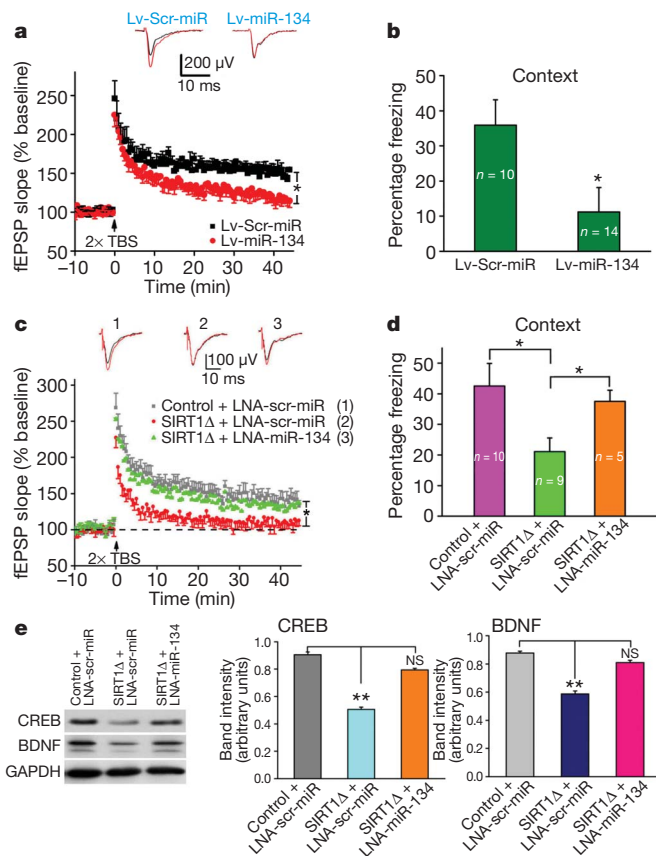 a
Lv-Scr-miR
Lv-miR-134
200 μV
10 ms
fEPSP slope (% baseline)
250
200
150
100
50
2× TBS
Lv-Scr-miR
Lv-miR-134
*
–10 0 10 20 30 40
Time (min)
b
Context
Percentage freezing
50
40
30
20
10
0
n = 10
*
n = 14
Lv-Scr-miR
Lv-miR-134
c
1
2
3
100 μV
10 ms
fEPSP slope (% baseline)
300
250
200
150
100
50
Control + LNA-scr-miR (1)
SIRT1Δ + LNA-scr-miR (2)
SIRT1Δ + LNA-miR-134 (3)
*
2× TBS
–10 0 10 20 30 40
Time (min)
d
Context
Percentage freezing
60
50
40
30
20
10
0
*
*
n = 10
n = 9
n = 5
Control +
LNA-scr-miR
SIRT1Δ +
LNA-scr-miR
SIRT1Δ +
LNA-miR-134
e
Control +
LNA-scr-miR
SIRT1Δ +
LNA-scr-miR
SIRT1Δ +
LNA-miR-134
CREB
BDNF
GAPDH
CREB
Band intensity
(arbitrary units)
1.0
0.8
0.6
0.4
0.2
0.0
**
NS
Control +
LNA-scr-miR
SIRT1Δ +
LNA-scr-miR
SIRT1Δ +
LNA-miR-134
BDNF
Band intensity
(arbitrary units)
1.0
0.8
0.6
0.4
0.2
0.0
**
NS
Control +
LNA-scr-miR
SIRT1Δ +
LNA-scr-miR
SIRT1Δ +
LNA-miR-134